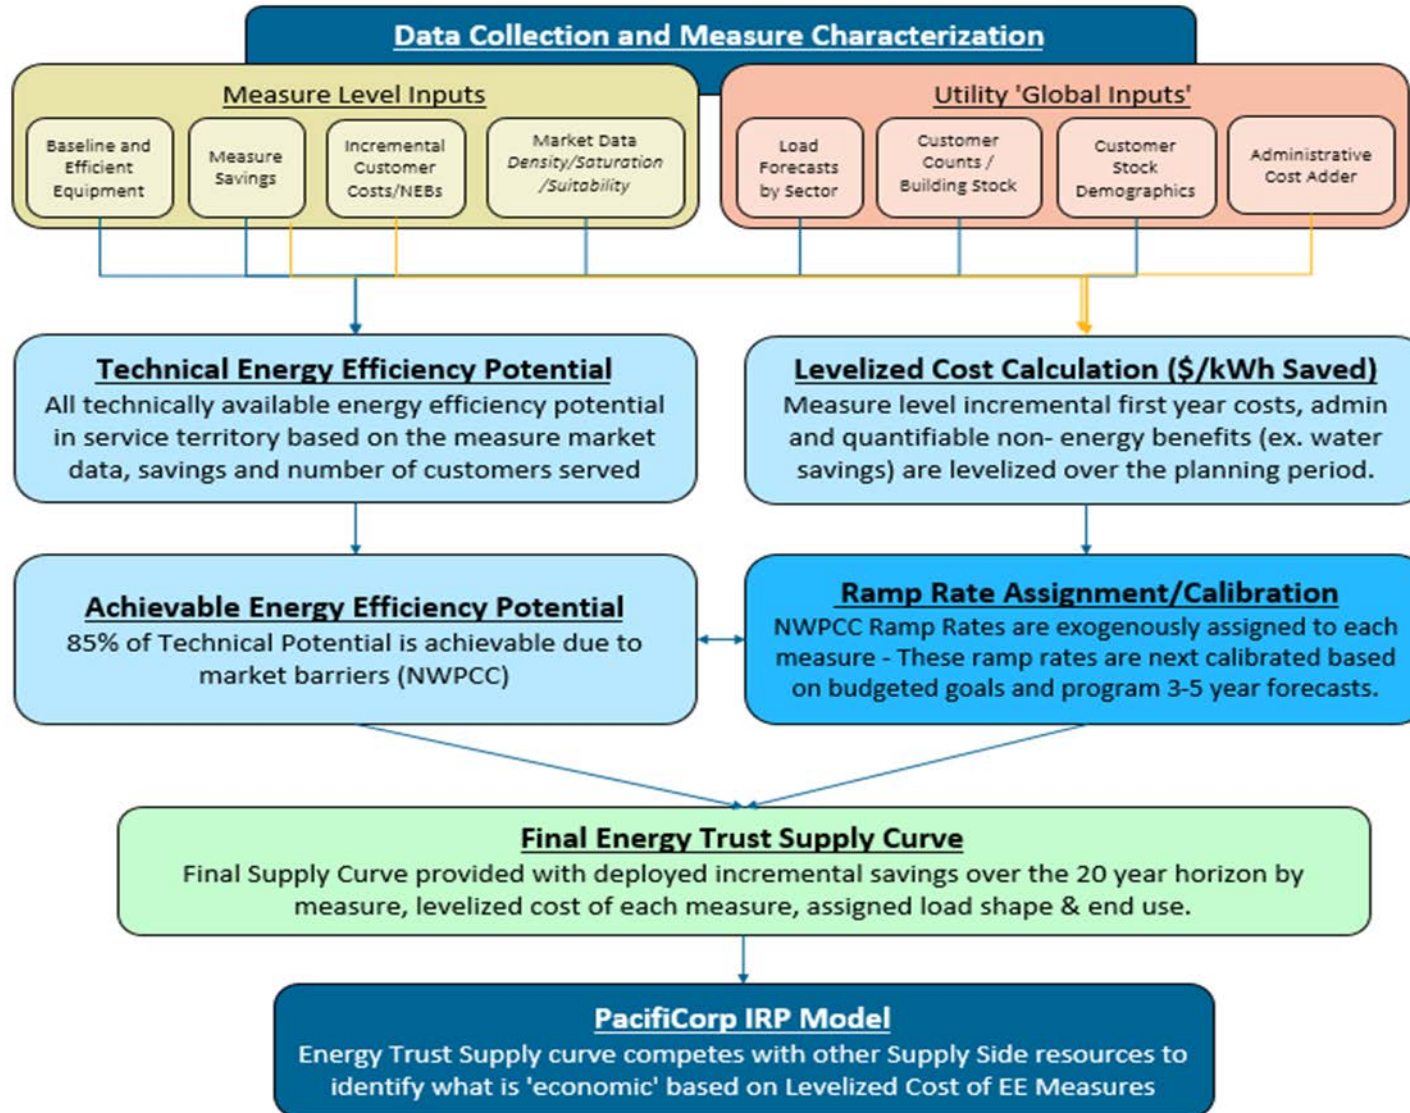 Data Collection and Measure Characterization
Measure Level Inputs
Baseline and
Efficient
Equipment
Measure
Savings
Incremental
Customer
Costs/NEBs
Market Data
Density/Saturation
/Suitability
Utility 'Global Inputs'
Load
Forecasts
by Sector
Customer
Counts /
Building Stock
Customer
Stock
Demographics
Administrative
Cost Adder
Technical Energy Efficiency Potential
All technically available energy efficiency potential
in service territory based on the measure market
data, savings and number of customers served
Levelized Cost Calculation ($/kWh Saved)
Measure level incremental first year costs, admin
and quantifiable non- energy benefits (ex. water
savings) are levelized over the planning period.
Achievable Energy Efficiency Potential
85% of Technical Potential is achievable due to
market barriers (NWPCC)
Ramp Rate Assignment/Calibration
NWPCC Ramp Rates are exogenously assigned to each
measure - These ramp rates are next calibrated based
on budgeted goals and program 3-5 year forecasts.
Final Energy Trust Supply Curve
Final Supply Curve provided with deployed incremental savings over the 20 year horizon by
measure, levelized cost of each measure, assigned load shape & end use.
PacifiCorp IRP Model
Energy Trust Supply curve competes with other Supply Side resources to
identify what is 'economic' based on Levelized Cost of EE Measures